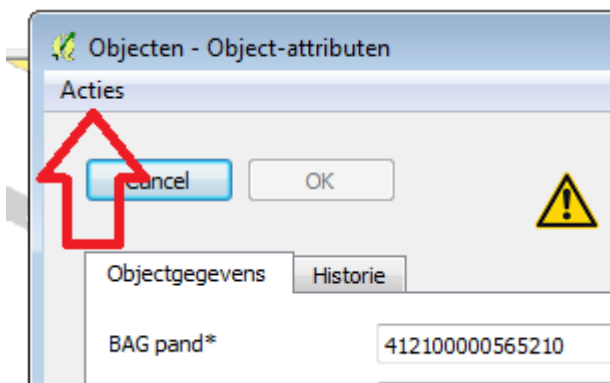 Objecten - Object-attributen
Acties
Cancel OK
Objectgegevens Historie
BAG pand* 412100000565210